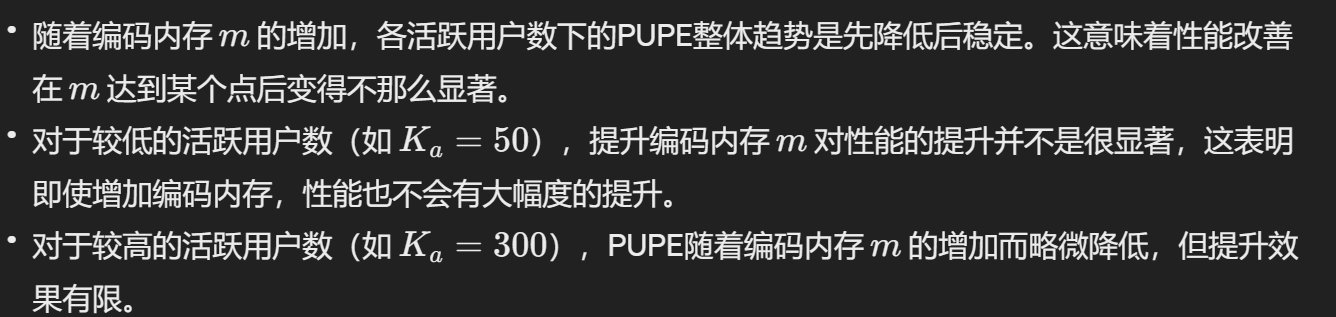 • 随着编码内存 m 的增加，各活跃用户数下的PUPE整体趋势是先降低后稳定。这意味着性能改善
在 m 达到某个点后变得不那么显著。
• 对于较低的活跃用户数（如 Kₐ = 50），提升编码内存 m 对性能的提升并不是很显著，这表明
即使增加编码内存，性能也不会有大幅度的提升。
• 对于较高的活跃用户数（如 Kₐ = 300），PUPE随着编码内存 m 的增加而略微降低，但提升效
果有限。